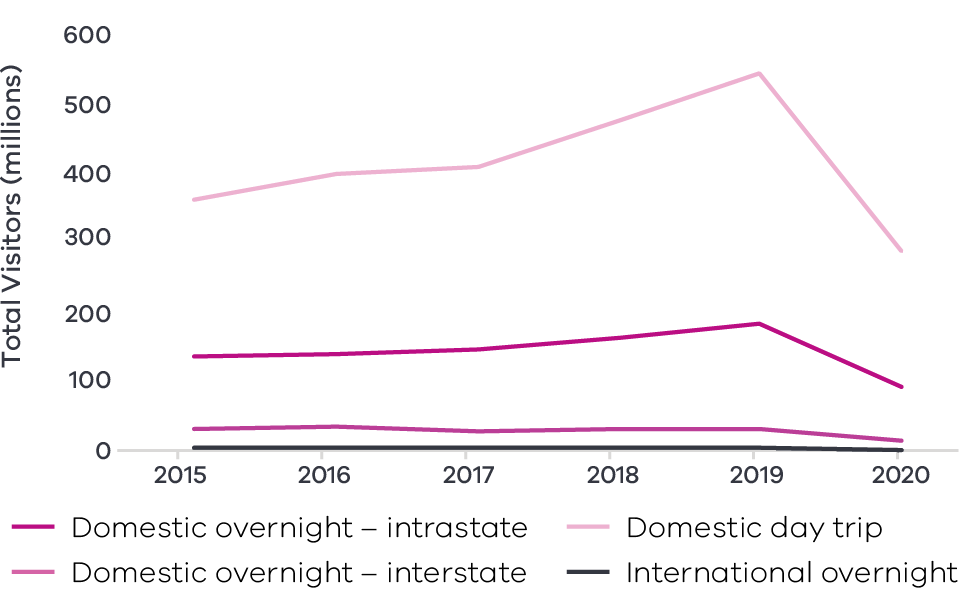 Total Visitors (millions)
600
500
400
300
200
100
0
2015 2016 2017 2018 2019 2020
Domestic overnight – intrastate Domestic day trip
Domestic overnight – interstate International overnight